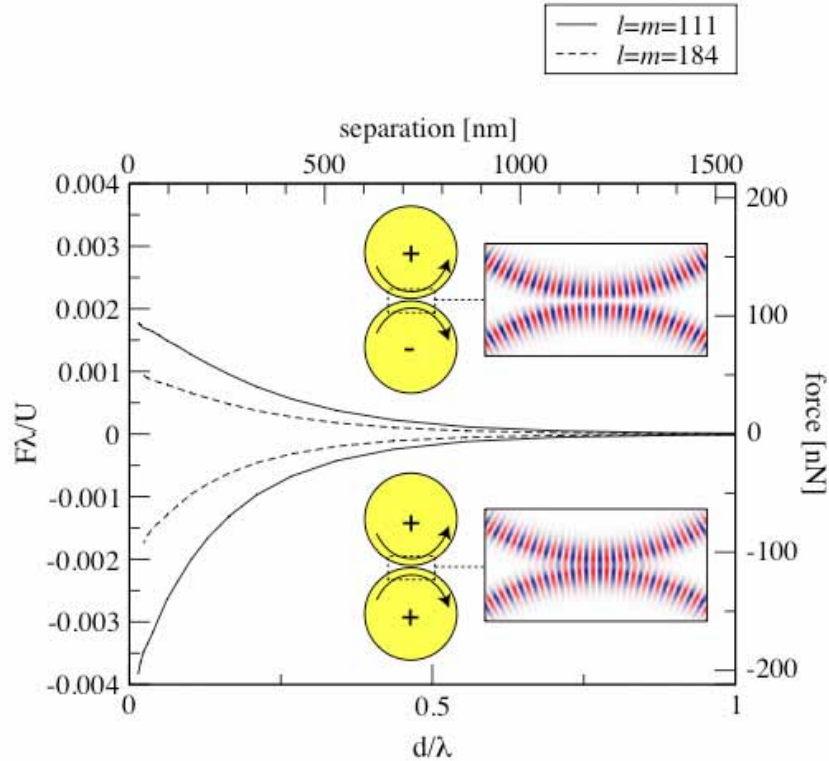 l=m=111
l=m=184
separation [nm]
0 500 1000 1500
0.004 200
0.003
0.002 100
0.001
0 0
-0.001
-0.002 -100
-0.003
-0.004 -200
Fλ/U
force [nN]
+
-
+
+
0 0.5 1
d/λ